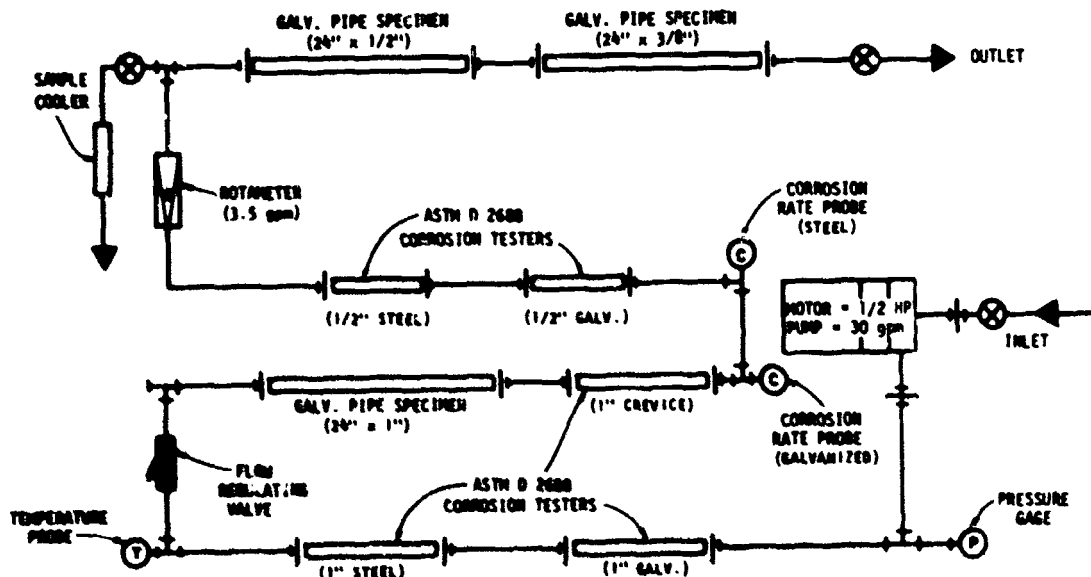 GALV. PIPE SPECIMEN
(24" x 1/2")
GALV. PIPE SPECIMEN
(24" x 3/8")
OUTLET
SAMPLE
COOLER
ROTAMETER
(3.5 gpm)
ASTM D 2688
CORROSION TESTERS
CORROSION
RATE PROBE
(STEEL)
C
(1/2" STEEL)
(1/2" GALV.)
MOTOR = 1/2 HP
PUMP = 30 gpm
INLET
GALV. PIPE SPECIMEN
(24" x 1")
(1" CREVICE)
C
CORROSION
RATE PROBE
(GALVANIZED)
FLOW
REGULATING
VALVE
ASTM D 2688
CORROSION TESTERS
TEMPERATURE
PROBE
T
PRESSURE
GAGE
P
(1" STEEL)
(1" GALV.)